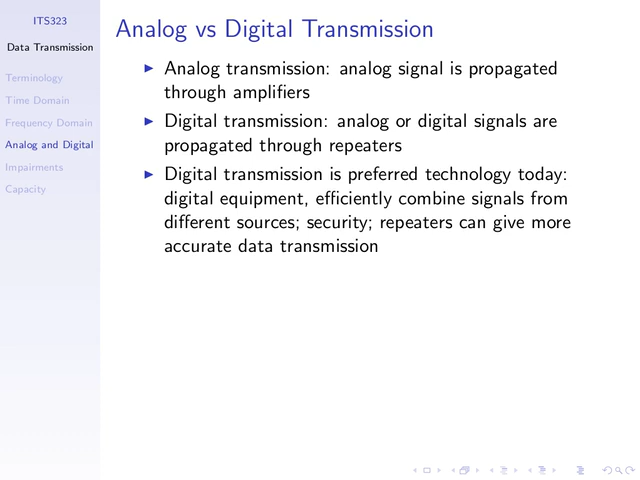 ITS323
Data Transmission
Terminology
Time Domain
Frequency Domain
Analog and Digital
Impairments
Capacity
Analog vs Digital Transmission
Analog transmission: analog signal is propagated
through amplifiers
Digital transmission: analog or digital signals are
propagated through repeaters
Digital transmission is preferred technology today:
digital equipment, efficiently combine signals from
different sources; security; repeaters can give more
accurate data transmission